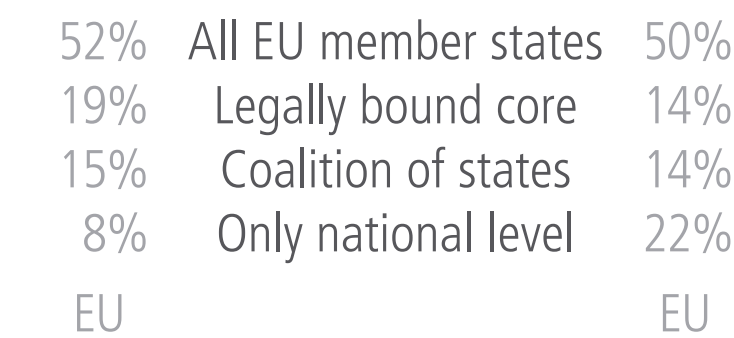 52% All EU member states 50%
19% Legally bound core 14%
15% Coalition of states 14%
8% Only national level 22%
EU EU